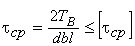 τcp = 2TB / dbl ≤ [τcp]